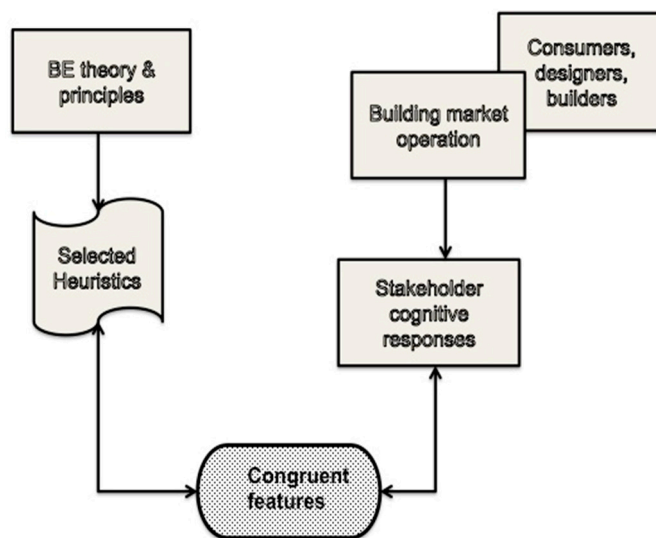 BE theory &
principles
Consumers,
designers,
builders
Building market
operation
Selected
Heuristics
Stakeholder
cognitive
responses
Congruent
features